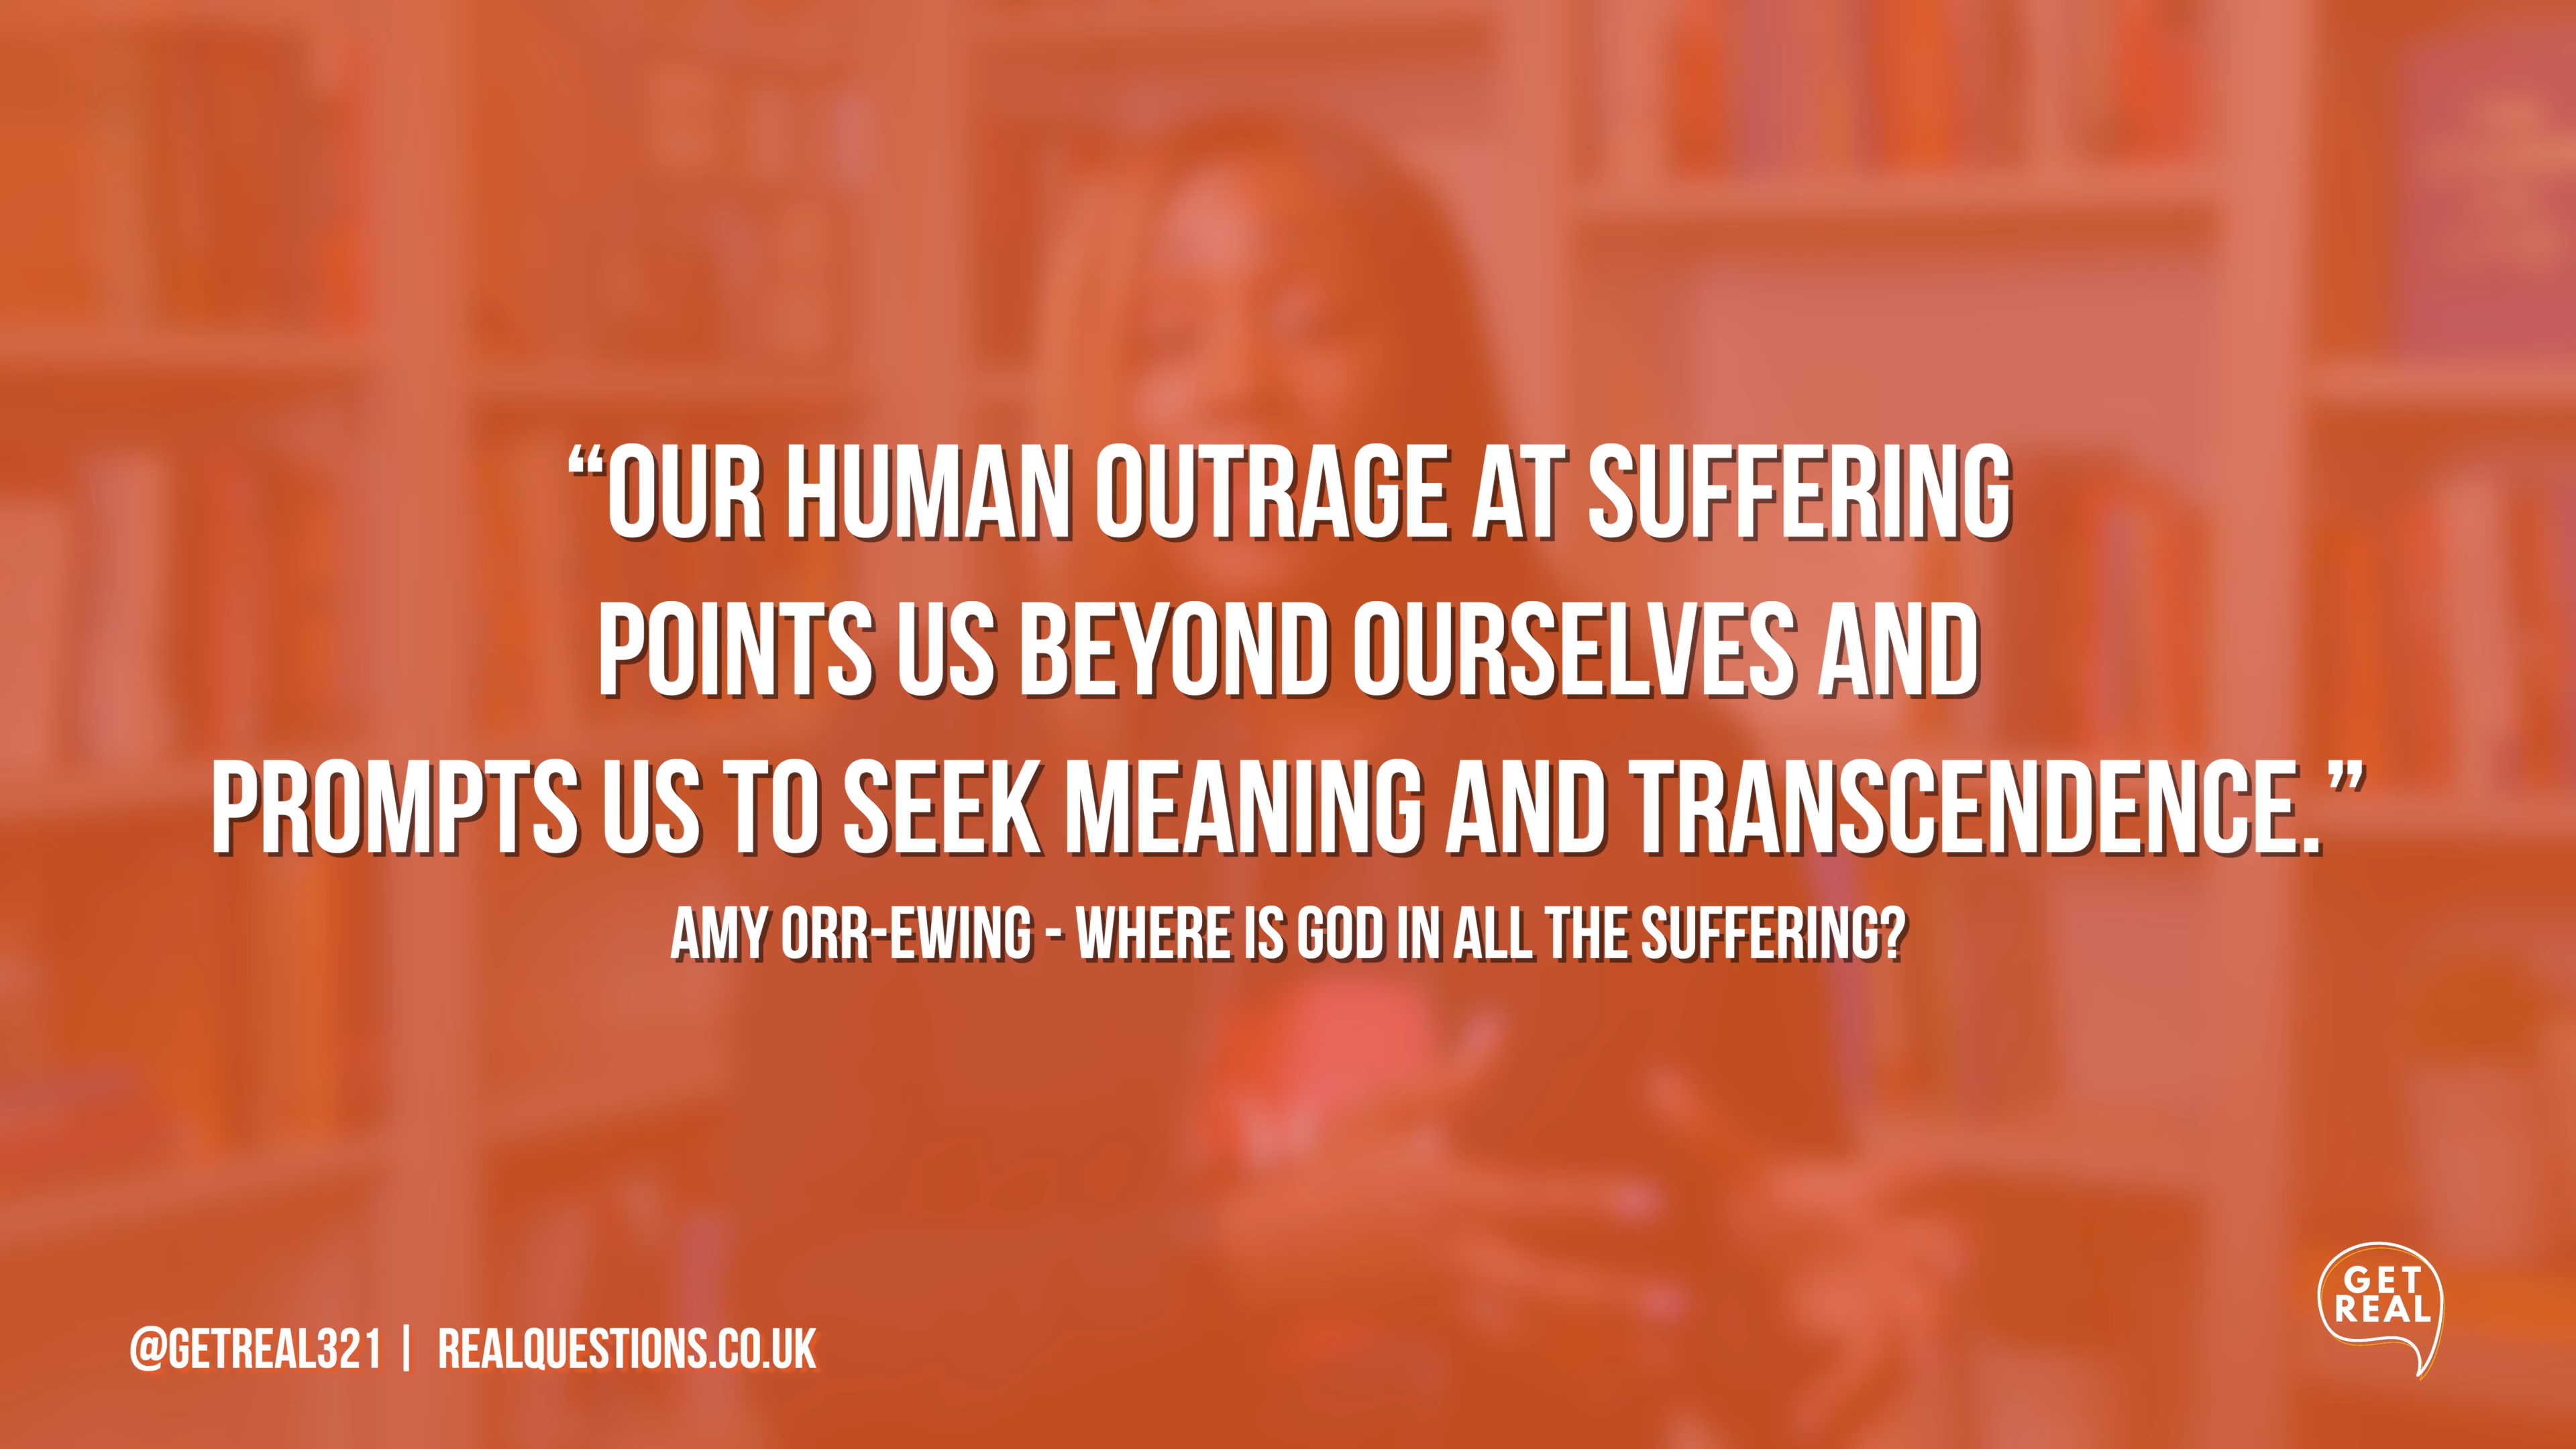 “OUR HUMAN OUTRAGE AT SUFFERING
POINTS US BEYOND OURSELVES AND
PROMPTS US TO SEEK MEANING AND TRANSCENDENCE.”
AMY ORR-EWING - WHERE IS GOD IN ALL THE SUFFERING?
@GETREAL321 | REALQUESTIONS.CO.UK
GET
REAL